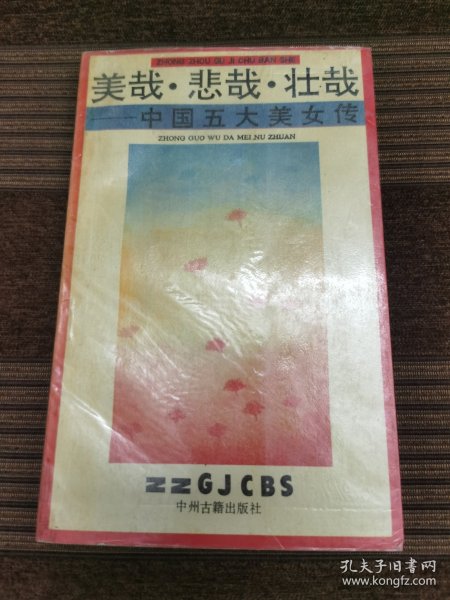 ZHONG ZHOU GU JI CHU BAN SHE
美哉·悲哉·壮哉
——中国五大美女传
ZHONG GUO WU DA MEI NU ZHUAN
ZZGJCBS
中州古籍出版社
孔夫子旧书网
www.kongfz.com